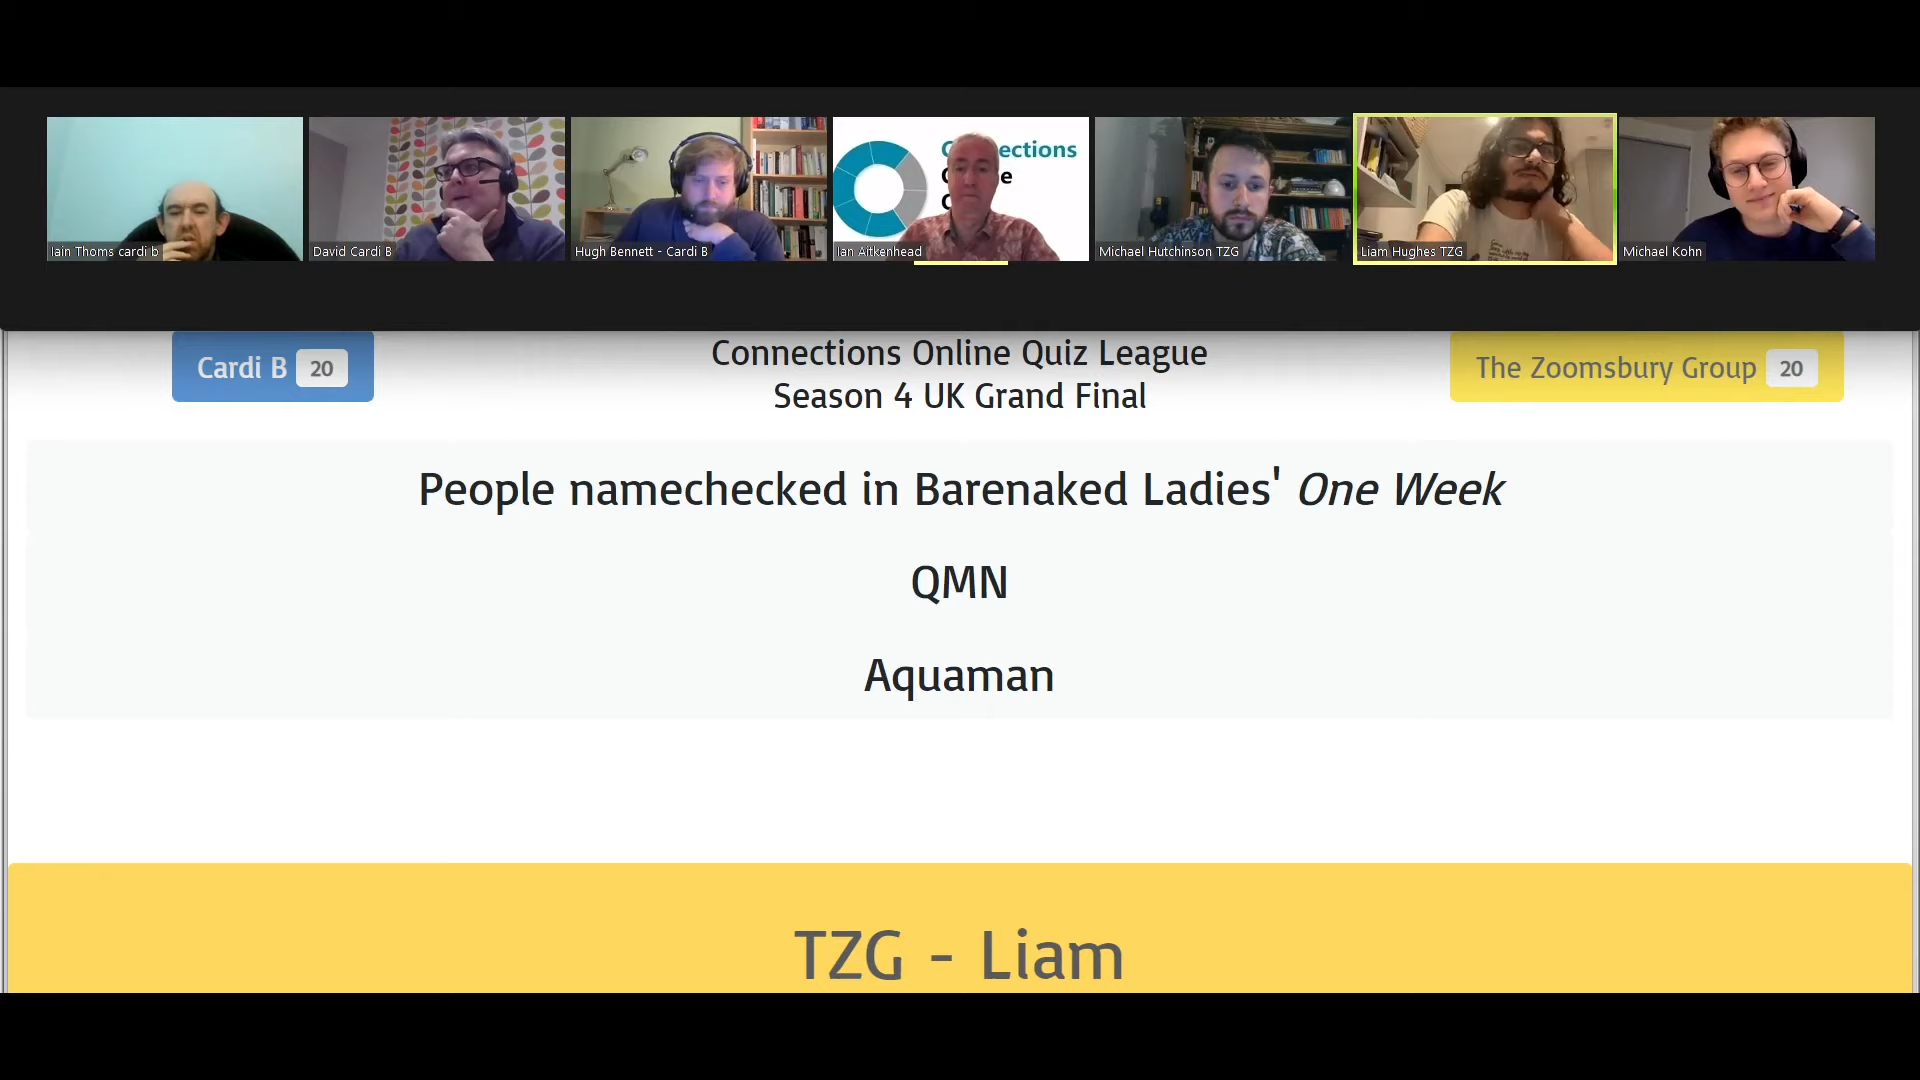 Connections
Iain Thoms cardi b
David Cardi B
Hugh Bennett - Cardi B
Ian Aitkenhead
Michael Hutchinson TZG
Liam Hughes TZG
Michael Kohn
Cardi B 20
Connections Online Quiz League
Season 4 UK Grand Final
The Zoomsbury Group 20
People namechecked in Barenaked Ladies' One Week
QMN
Aquaman
TZG - Liam